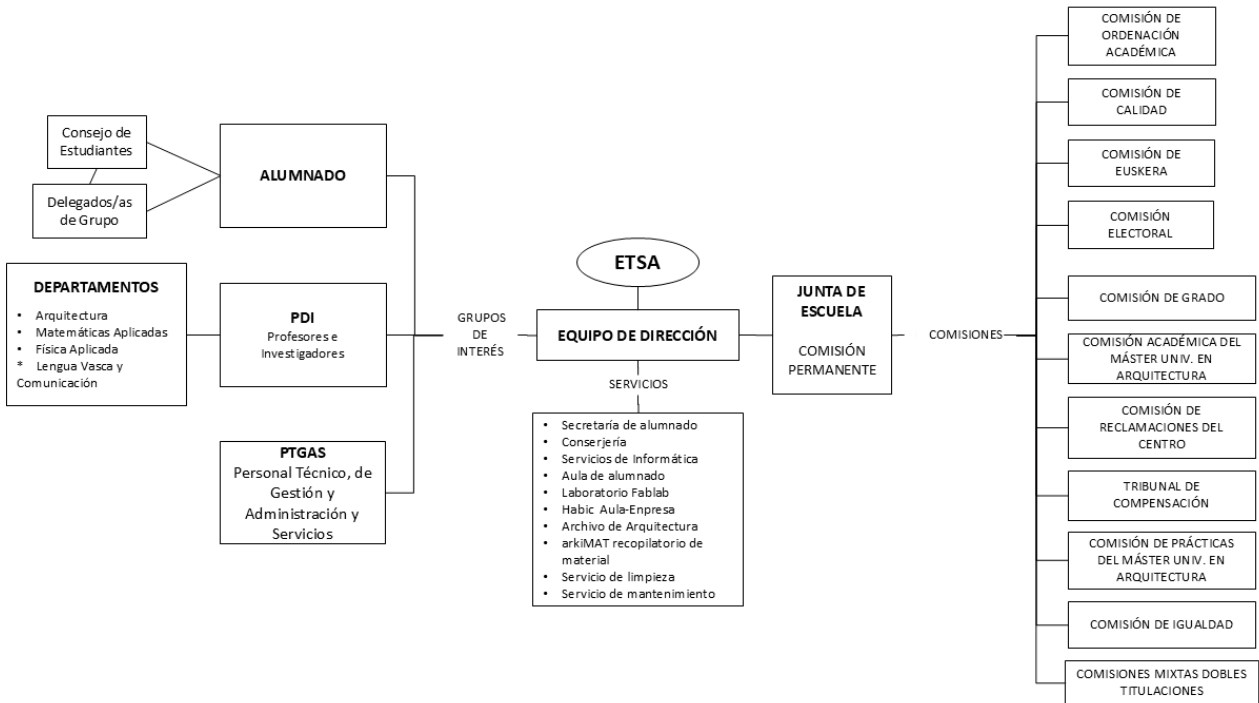 Consejo de
Estudiantes
Delegados/as
de Grupo
ALUMNADO
DEPARTAMENTOS
• Arquitectura
• Matemáticas Aplicadas
• Física Aplicada
* Lengua Vasca y
Comunicación
PDI
Profesores e
Investigadores
PTGAS
Personal Técnico, de
Gestión y
Administración y
Servicios
GRUPOS
DE
INTERÉS
ETSA
EQUIPO DE DIRECCIÓN
SERVICIOS
• Secretaría de alumnado
• Conserjería
• Servicios de Informática
• Aula de alumnado
• Laboratorio Fablab
• Habic Aula-Enpresa
• Archivo de Arquitectura
• arkiMAT recopilatorio de
material
• Servicio de limpieza
• Servicio de mantenimiento
JUNTA DE
ESCUELA
COMISIÓN
PERMANENTE
COMISIONES
COMISIÓN DE
ORDENACIÓN
ACADÉMICA
COMISIÓN DE
CALIDAD
COMISIÓN DE
EUSKERA
COMISIÓN
ELECTORAL
COMISIÓN DE GRADO
COMISIÓN ACADÉMICA DEL
MÁSTER UNIV. EN
ARQUITECTURA
COMISIÓN DE
RECLAMACIONES DEL
CENTRO
TRIBUNAL DE
COMPENSACIÓN
COMISIÓN DE PRÁCTICAS
DEL MÁSTER UNIV. EN
ARQUITECTURA
COMISIÓN DE IGUALDAD
COMISIONES MIXTAS DOBLES
TITULACIONES